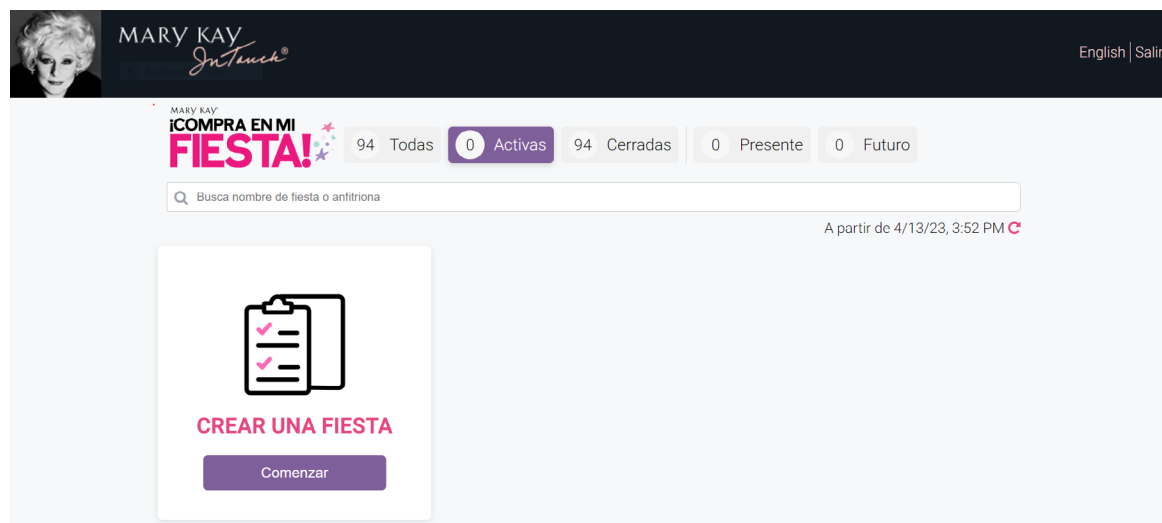 MARY KAY
InTouch®
English | Salir
MARY KAY®
¡COMPRA EN MI
FIESTA!
94 Todas 0 Activas 94 Cerradas 0 Presente 0 Futuro
Busca nombre de fiesta o anfitriona
A partir de 4/13/23, 3:52 PM
CREAR UNA FIESTA
Comenzar